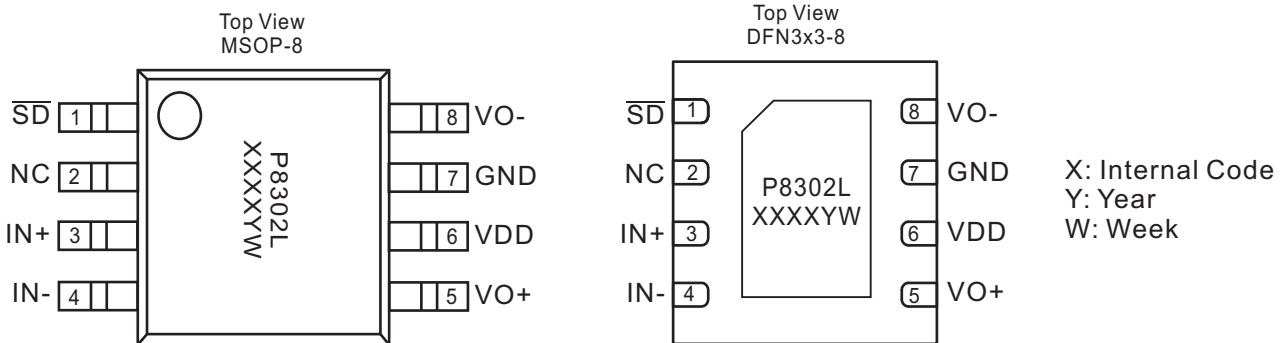 Top View
MSOP-8
SD 1
NC 2
IN+ 3
IN- 4
P8302L
XXXXYW
8 VO-
7 GND
6 VDD
5 VO+
Top View
DFN3x3-8
SD 1
NC 2
IN+ 3
IN- 4
P8302L
XXXXYW
8 VO-
7 GND
6 VDD
5 VO+
X: Internal Code
Y: Year
W: Week